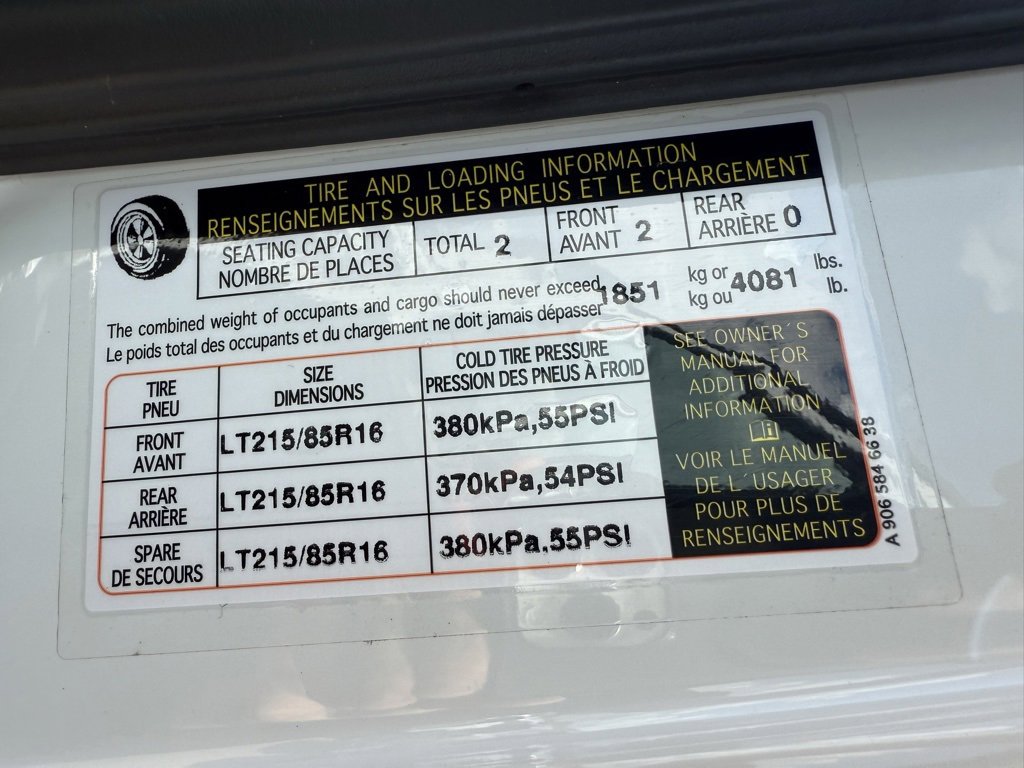 TIRE AND LOADING INFORMATION
RENSEIGNEMENTS SUR LES PNEUS ET LE CHARGEMENT
SEATING CAPACITY
NOMBRE DE PLACES
TOTAL 2
FRONT
AVANT 2
REAR
ARRIÈRE 0
The combined weight of occupants and cargo should never exceed 1851 kg or 4081 lbs.
Le poids total des occupants et du chargement ne doit jamais dépasser kg ou lb.
TIRE
PNEU
SIZE
DIMENSIONS
COLD TIRE PRESSURE
PRESSION DES PNEUS À FROID
FRONT
AVANT
LT215/85R16
380kPa,55PSI
REAR
ARRIÈRE
LT215/85R16
370kPa,54PSI
SPARE
DE SECOURS
LT215/85R16
380kPa,55PSI
SEE OWNER´S
MANUAL FOR
ADDITIONAL
INFORMATION
VOIR LE MANUEL
DE L´USAGER
POUR PLUS DE
RENSEIGNEMENTS
A 906 584 66 38